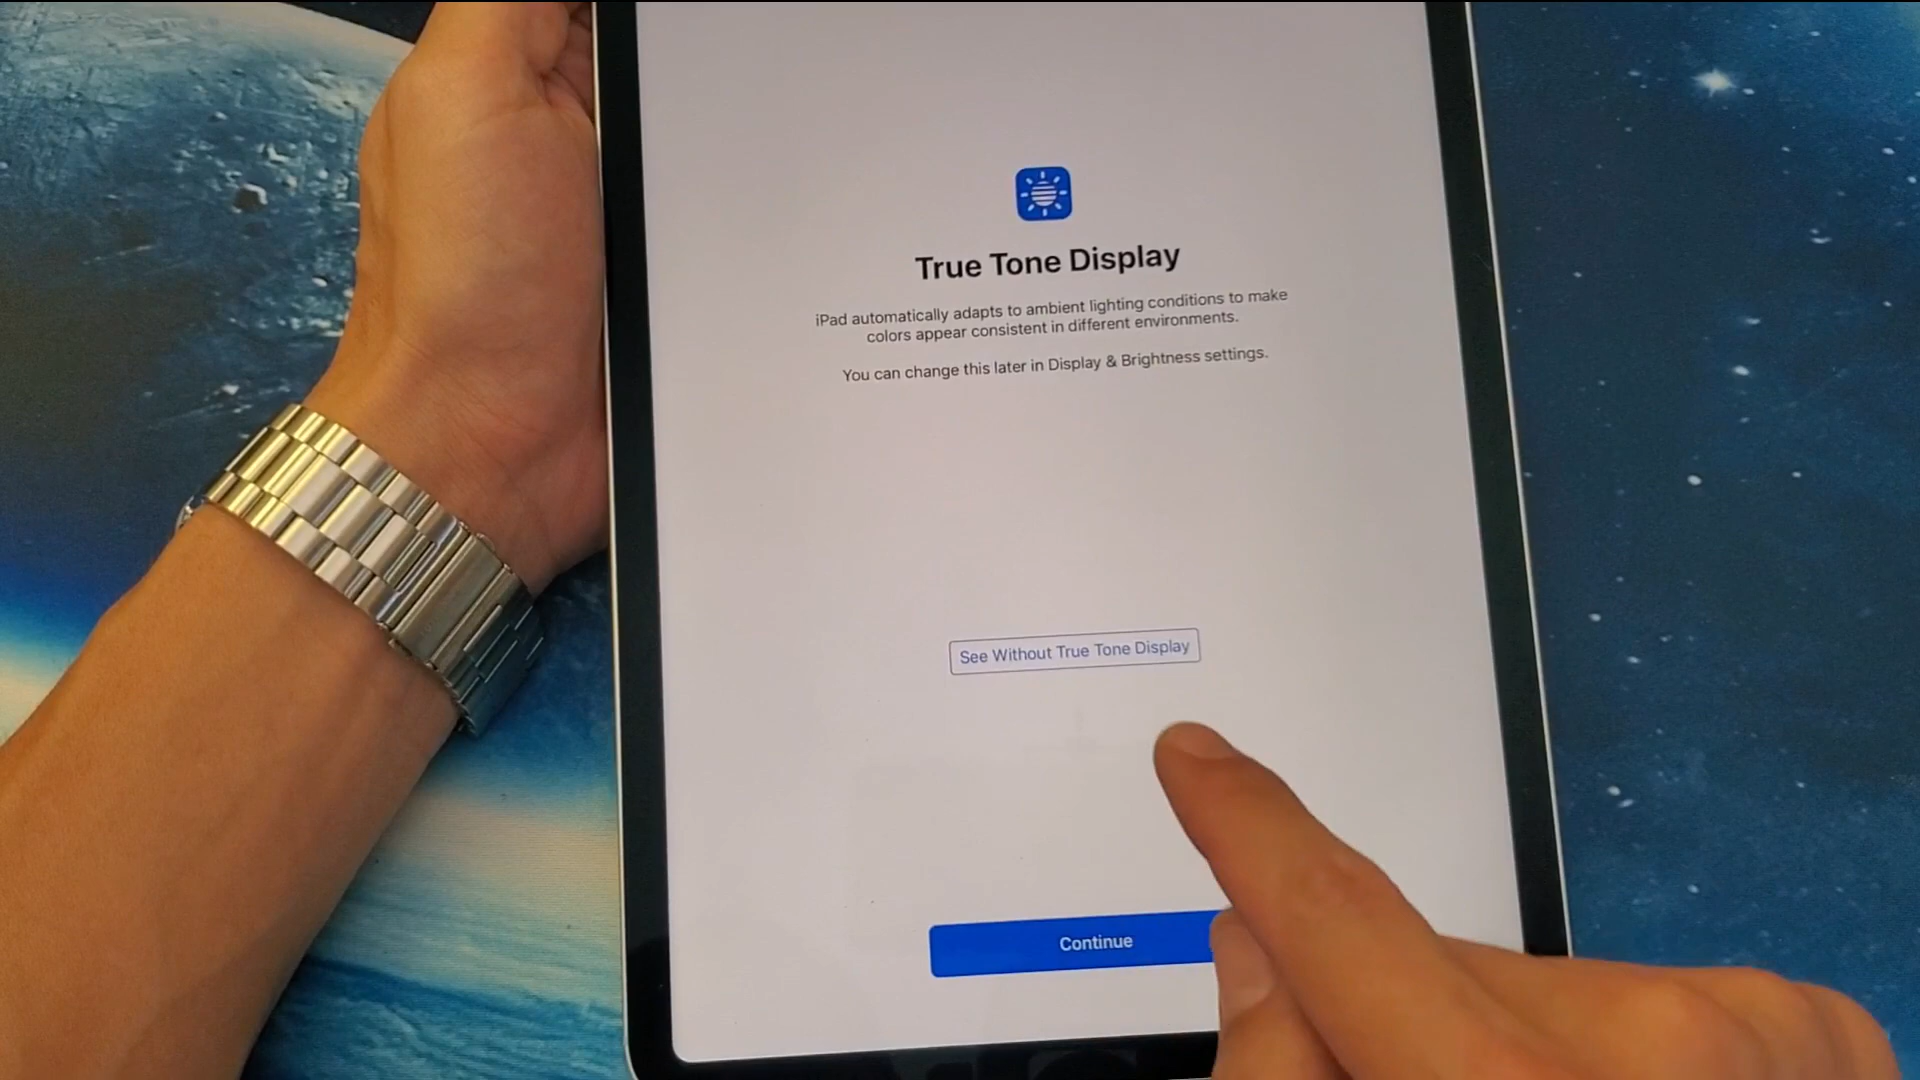 True Tone Display
iPad automatically adapts to ambient lighting conditions to make
colors appear consistent in different environments.
You can change this later in Display & Brightness settings.
See Without True Tone Display
Continue